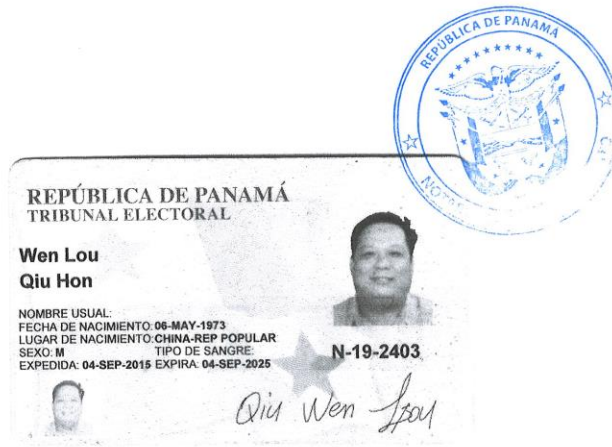 REPÚBLICA DE PANAMÁ
REPÚBLICA DE PANAMÁ
TRIBUNAL ELECTORAL
Wen Lou
Qiu Hon
NOMBRE USUAL:
FECHA DE NACIMIENTO: 06-MAY-1973
LUGAR DE NACIMIENTO: CHINA-REP POPULAR
SEXO: M TIPO DE SANGRE:
EXPEDIDA: 04-SEP-2015 EXPIRA: 04-SEP-2025
N-19-2403
Qiu Wen